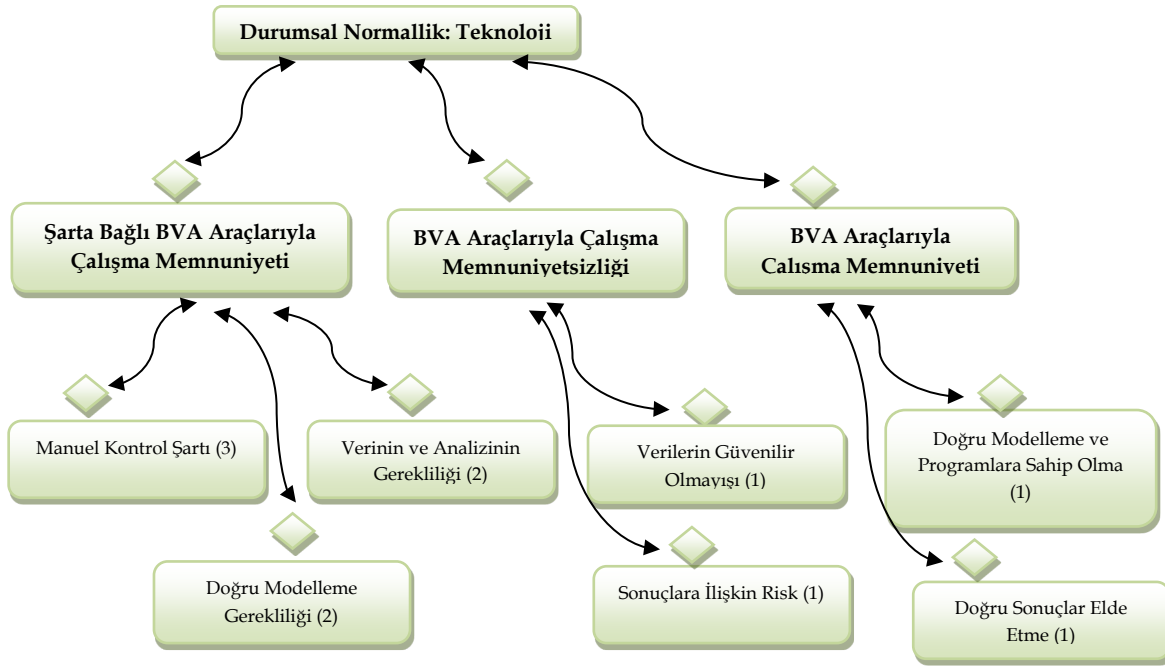 Durumsal Normallik: Teknoloji
Şarta Bağlı BVA Araçlarıyla
Çalışma Memnuniyeti
BVA Araçlarıyla Çalışma
Memnuniyetsizliği
BVA Araçlarıyla
Çalışma Memnuniyeti
Manuel Kontrol Şartı (3)
Verinin ve Analizinin
Gerekliliği (2)
Doğru Modelleme
Gerekliliği (2)
Verilerin Güvenilir
Olmayışı (1)
Sonuçlara İlişkin Risk (1)
Doğru Modelleme ve
Programlara Sahip Olma
(1)
Doğru Sonuçlar Elde
Etme (1)